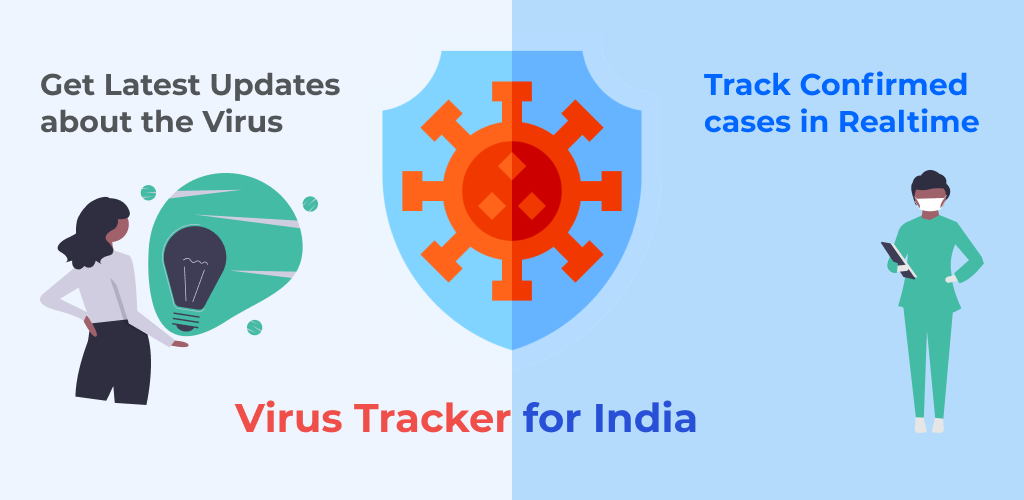 Get Latest Updates
about the Virus
Track Confirmed
cases in Realtime
Virus Tracker for India